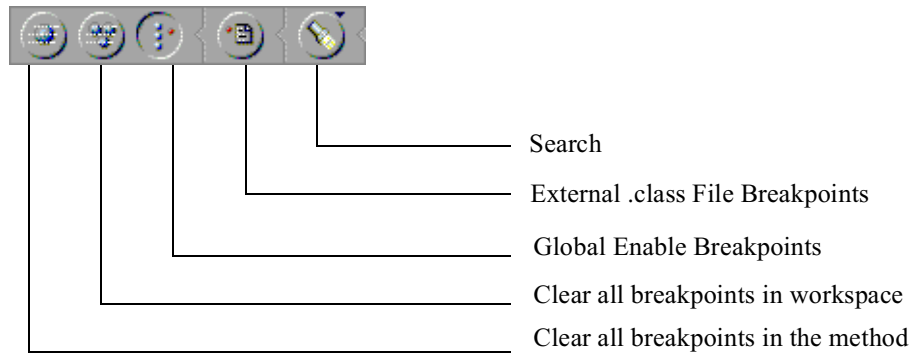 Search
External .class File Breakpoints
Global Enable Breakpoints
Clear all breakpoints in workspace
Clear all breakpoints in the method